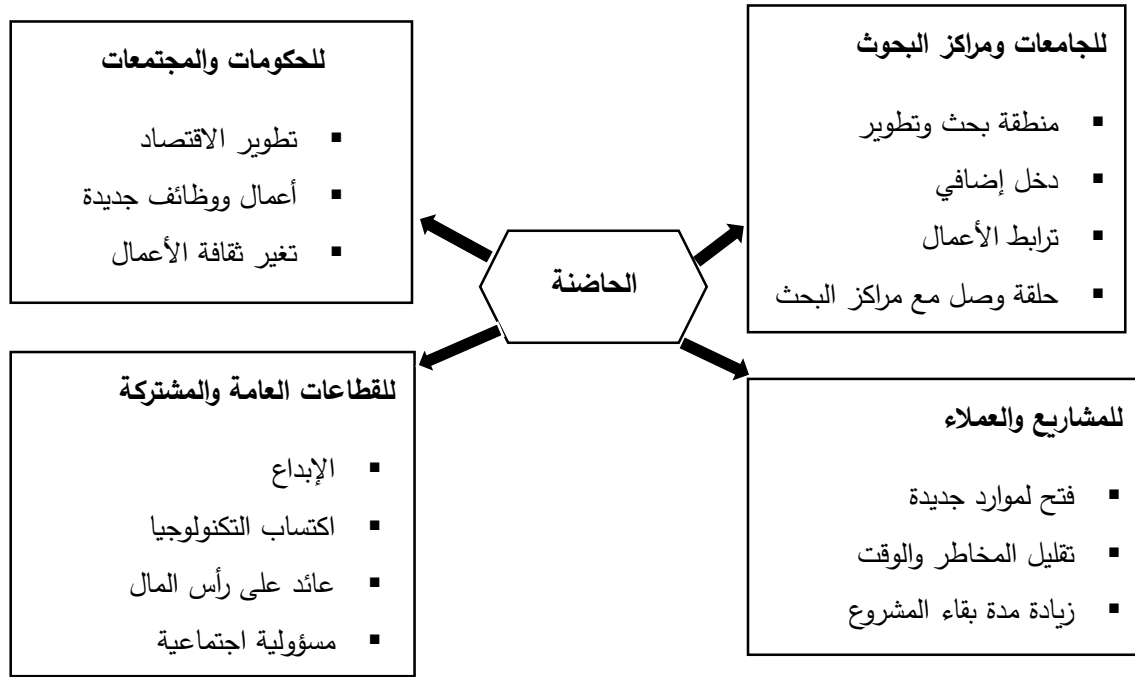 للجامعات ومراكز البحوث
▪ منطقة بحث وتطوير
▪ دخل إضافي
▪ ترابط الأعمال
▪ حلقة وصل مع مراكز البحث
للحكومات والمجتمعات
▪ تطوير الاقتصاد
▪ أعمال ووظائف جديدة
▪ تغير ثقافة الأعمال
الحاضنة
للمشاريع والعملاء
▪ فتح لموارد جديدة
▪ تقليل المخاطر والوقت
▪ زيادة مدة بقاء المشروع
للقطاعات العامة والمشتركة
▪ الإبداع
▪ اكتساب التكنولوجيا
▪ عائد على رأس المال
▪ مسؤولية اجتماعية